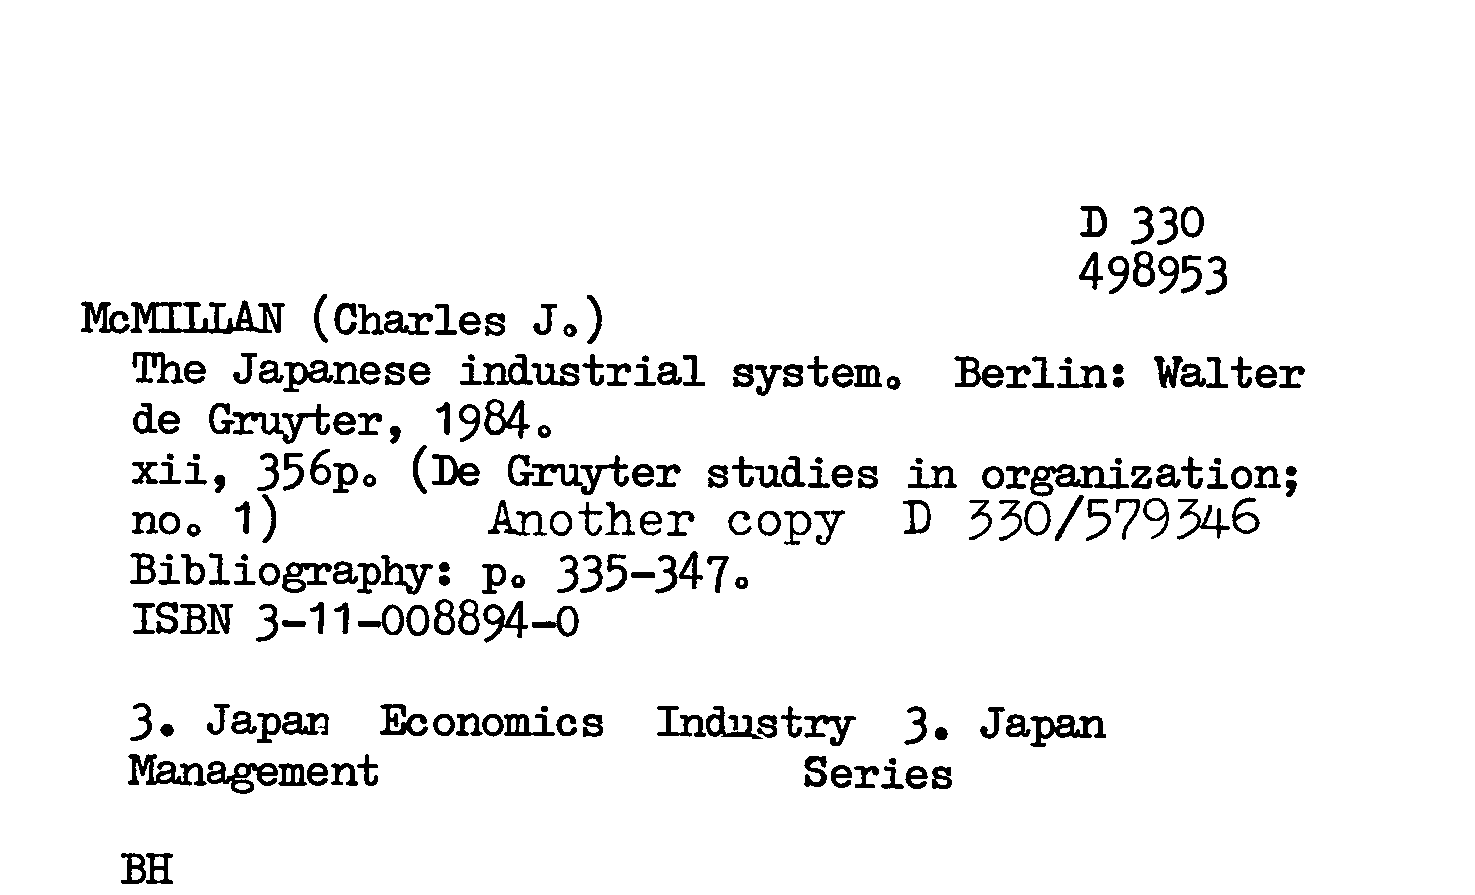 D 330
498953
McMILLAN (Charles J.)
The Japanese industrial system. Berlin: Walter
de Gruyter, 1984.
xii, 356p. (De Gruyter studies in organization;
no. 1) Another copy D 330/579346
Bibliography: p. 335-347.
ISBN 3-11-008894-0
3. Japan Economics Industry 3. Japan
Management Series
BH